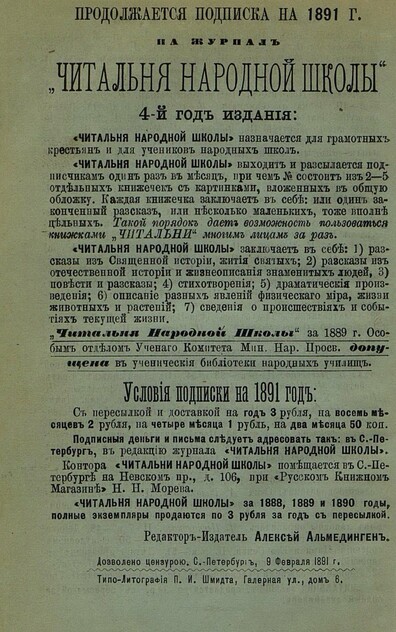 ПРОДОЛЖАЕТСЯ ПОДПИСКА НА 1891 Г.
НА ЖУРНАЛЪ
„ЧИТАЛЬНЯ НАРОДНОЙ ШКОЛЫ“
4-Й ГОДЪ ИЗДАНІЯ:
«ЧИТАЛЬНЯ НАРОДНОЙ ШКОЛЫ» назначается для грамотныхъ
крестьянъ и для учениковъ народныхъ школъ.
«ЧИТАЛЬНЯ НАРОДНОЙ ШКОЛЫ» выходитъ и разсылается под-
писчикамъ одинъ разъ въ мѣсяцъ, при чемъ № состоитъ изъ 2—5
отдѣльныхъ книжечекъ съ картинками, вложенныхъ въ общую
обложку. Каждая книжечка заключаетъ въ себѣ: или одинъ за-
конченный разсказъ, или нѣсколько маленькихъ, тоже вполнѣ
цѣльныхъ. Такой порядокъ даетъ возможность пользоваться
книжками „ЧИТАЛЬНИ“ многимъ лицамъ за разъ.
«ЧИТАЛЬНЯ НАРОДНОЙ ШКОЛЫ» заключаетъ въ себѣ: 1) раз-
сказы изъ Священной исторіи, житія святыхъ; 2) разсказы изъ
отечественной исторіи и жизнеописанія знаменитыхъ людей, 3)
повѣсти и разсказы; 4) стихотворенія; 5) драматическія произ-
веденія; 6) описаніе разныхъ явленій физическаго міра, жизни
животныхъ и растеній; 7) свѣдѣнія о происшествіяхъ и собы-
тіяхъ текущей жизни.
„Читальня Народной Школы“ за 1889 г. Осо-
бымъ отдѣломъ Ученаго Комитета Мин. Нар. Просв. допу-
щена въ ученическія библіотеки народныхъ училищъ.
Условія подписки на 1891 годъ:
Съ пересылкой и доставкой на годъ 3 рубля, на восемь мѣ-
сяцевъ 2 рубля, на четыре мѣсяца 1 рубль, на два мѣсяца 50 коп.
Подписныя деньги и письма слѣдуетъ адресовать такъ: въ С.-Пе-
тербургъ, въ редакцію журнала «ЧИТАЛЬНЯ НАРОДНОЙ ШКОЛЫ».
Контора «ЧИТАЛЬНИ НАРОДНОЙ ШКОЛЫ» помѣщается въ С.-Пе-
тербургѣ на Невскомъ пр., д. 106, при «Русскомъ Книжномъ
Магазинѣ» Н. Н. Морева.
«ЧИТАЛЬНЯ НАРОДНОЙ ШКОЛЫ» за 1888, 1889 и 1890 годы,
полные экземпляры продаются по 3 рубля за годъ съ пересылкой.
Редакторъ-Издатель Алексѣй Альмедингенъ.
Дозволено цензурою, С.-Петербургъ, 9 Февраля 1891 г.
Типо-Литографія П. И. Шмидта, Галерная ул., домъ 6.